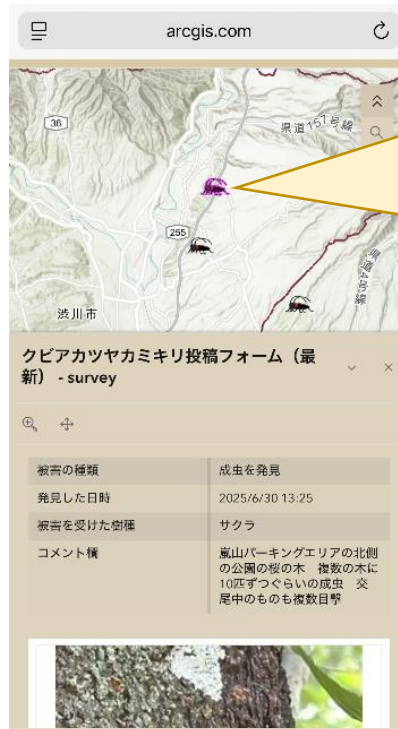 arcgis.com
36
県道157号線
255
県道4号線
渋川市
クビアカツヤカミキリ投稿フォーム（最
新） - survey
被害の種類 成虫を発見
発見した日時 2025/6/30 13:25
被害を受けた樹種 サクラ
コメント欄 嵐山パーキングエリアの北側
の公園の桜の木 複数の木に
10匹ずつぐらいの成虫 交
尾中のものも複数目撃